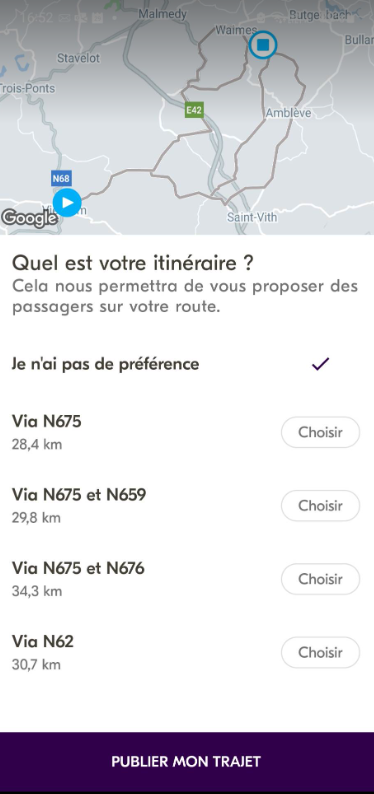 16:52
Malmedy
Butgenbach
Waimes
Stavelot
Trois-Ponts
E42
Amblève
N68
Google
Saint-Vith
Quel est votre itinéraire ?
Cela nous permettra de vous proposer des
passagers sur votre route.
Je n'ai pas de préférence
Via N675
Choisir
28,4 km
Via N675 et N659
Choisir
29,8 km
Via N675 et N676
Choisir
34,3 km
Via N62
Choisir
30,7 km
PUBLIER MON TRAJET